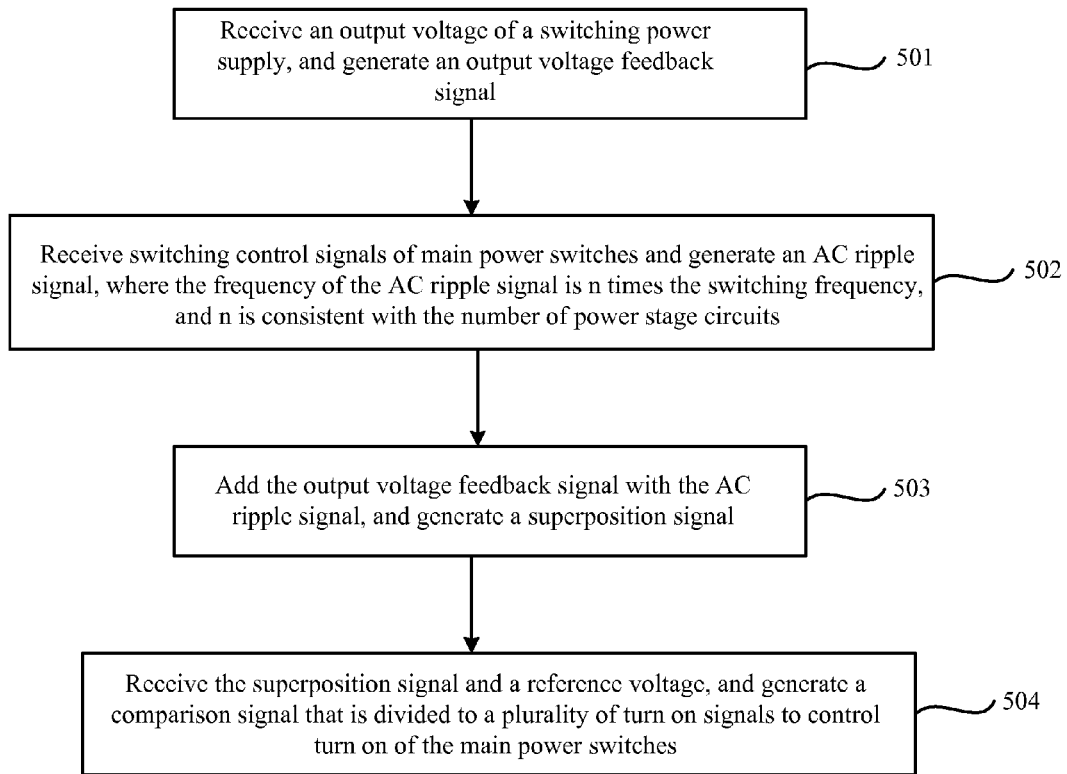 Receive an output voltage of a switching power
supply, and generate an output voltage feedback
signal
501
Receive switching control signals of main power switches and generate an AC ripple
signal, where the frequency of the AC ripple signal is n times the switching frequency,
and n is consistent with the number of power stage circuits
502
Add the output voltage feedback signal with the AC
ripple signal, and generate a superposition signal
503
Receive the superposition signal and a reference voltage, and generate a
comparison signal that is divided to a plurality of turn on signals to control
turn on of the main power switches
504